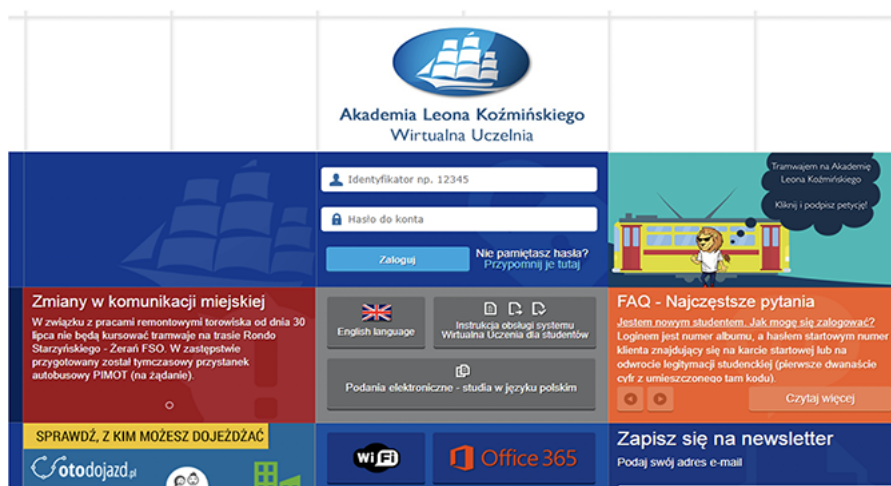 Akademia Leona Koźmińskiego
Wirtualna Uczelnia
Identyfikator np. 12345
Hasło do konta
Zaloguj
Nie pamiętasz hasła?
Przypomnij je tutaj
Tramwajem na Akademię
Leona Koźmińskiego
Kliknij i podpisz petycję!
Zmiany w komunikacji miejskiej
W związku z pracami remontowymi torowiska od dnia 30
lipca nie będą kursować tramwaje na trasie Rondo
Starzyńskiego - Żerań FSO. W zastępstwie
przygotowany został tymczasowy przystanek
autobusowy PIMOT (na żądanie).
English language
Instrukcja obsługi systemu
Wirtualna Uczenia dla studentów
Podania elektroniczne - studia w języku polskim
FAQ - Najczęstsze pytania
Jestem nowym studentem. Jak mogę się zalogować?
Loginem jest numer albumu, a hasłem startowym numer
klienta znajdujący się na karcie startowej lub na
odwrocie legitymacji studenckiej (pierwsze dwanaście
cyfr z umieszczonego tam kodu).
Czytaj więcej
SPRAWDŹ, Z KIM MOŻESZ DOJEŻDŻAĆ
otodojazd.pl
WiFi
Office 365
Zapisz się na newsletter
Podaj swój adres e-mail